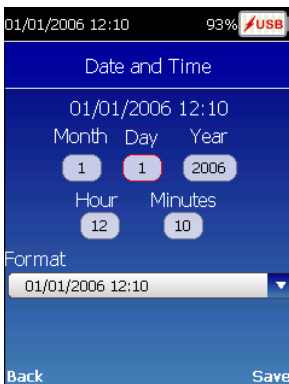 01/01/2006 12:10 93% USB
Date and Time
01/01/2006 12:10
Month Day Year
1 1 2006
Hour Minutes
12 10
Format
01/01/2006 12:10
Back Save